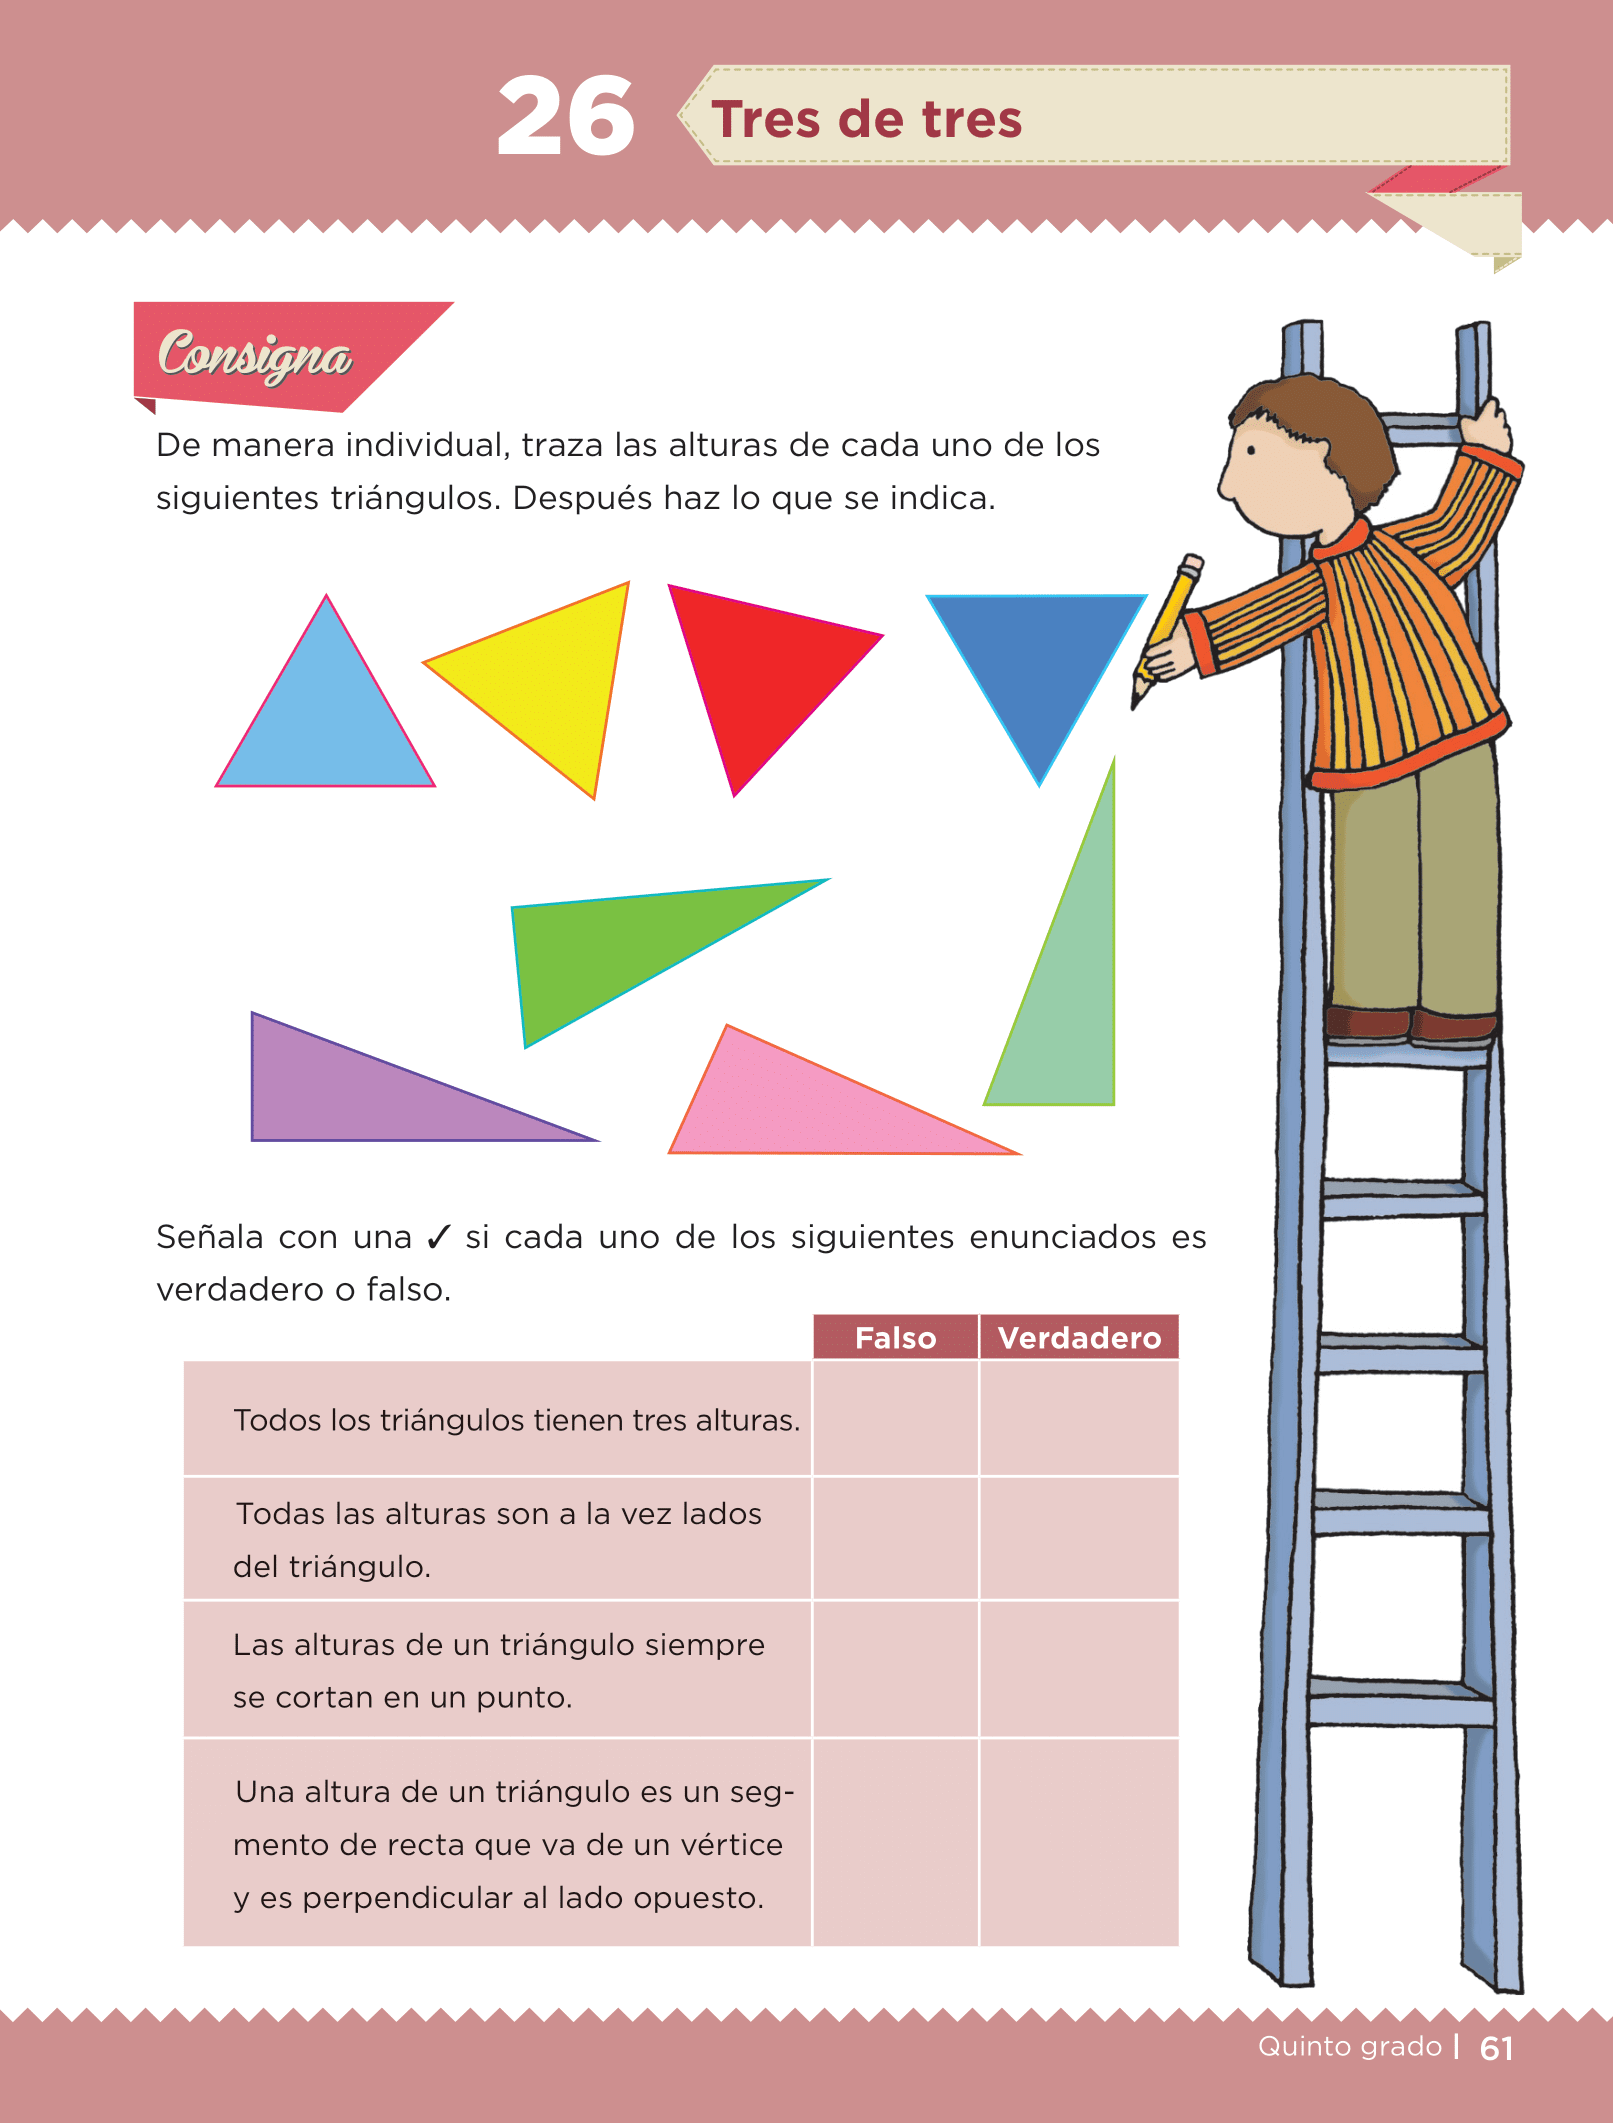 26
Tres de tres
Consigna
De manera individual, traza las alturas de cada uno de los
siguientes triángulos. Después haz lo que se indica.
Señala con una ✓ si cada uno de los siguientes enunciados es
verdadero o falso.
Falso Verdadero
Todos los triángulos tienen tres alturas.
Todas las alturas son a la vez lados
del triángulo.
Las alturas de un triángulo siempre
se cortan en un punto.
Una altura de un triángulo es un seg-
mento de recta que va de un vértice
y es perpendicular al lado opuesto.
Quinto grado | 61